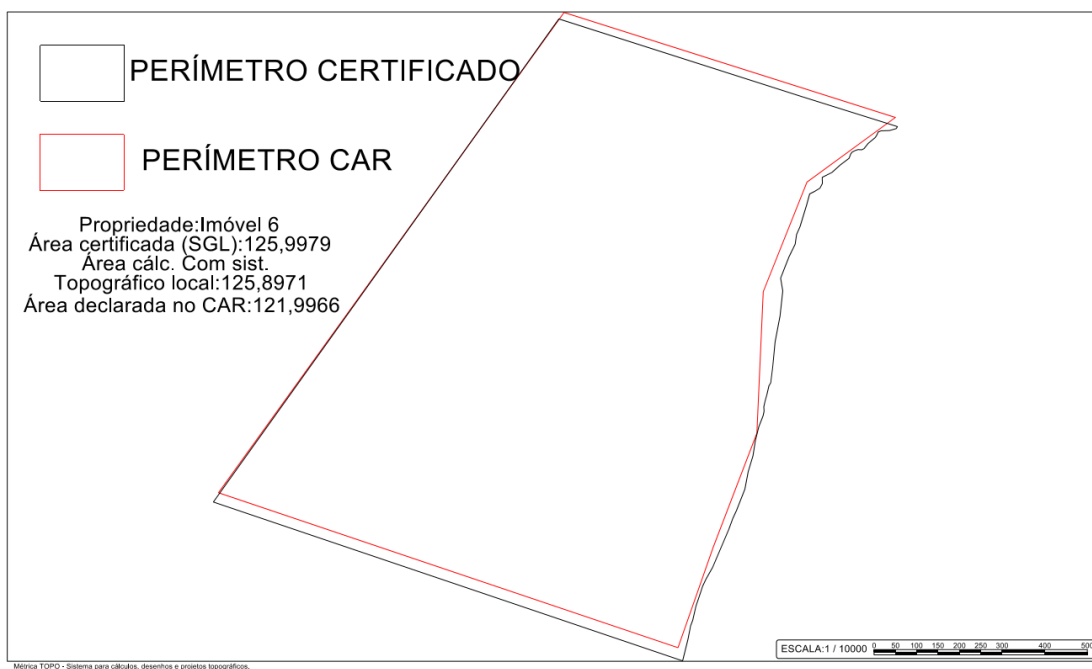 PERÍMETRO CERTIFICADO
PERÍMETRO CAR
Propriedade:Imóvel 6
Área certificada (SGL):125,9979
Área cálc. Com sist.
Topográfico local:125,8971
Área declarada no CAR:121,9966
ESCALA:1 / 10000 0 50 100 150 200 250 300 400 500
Métrica TOPO - Sistema para cálculos, desenhos e projetos topográficos.